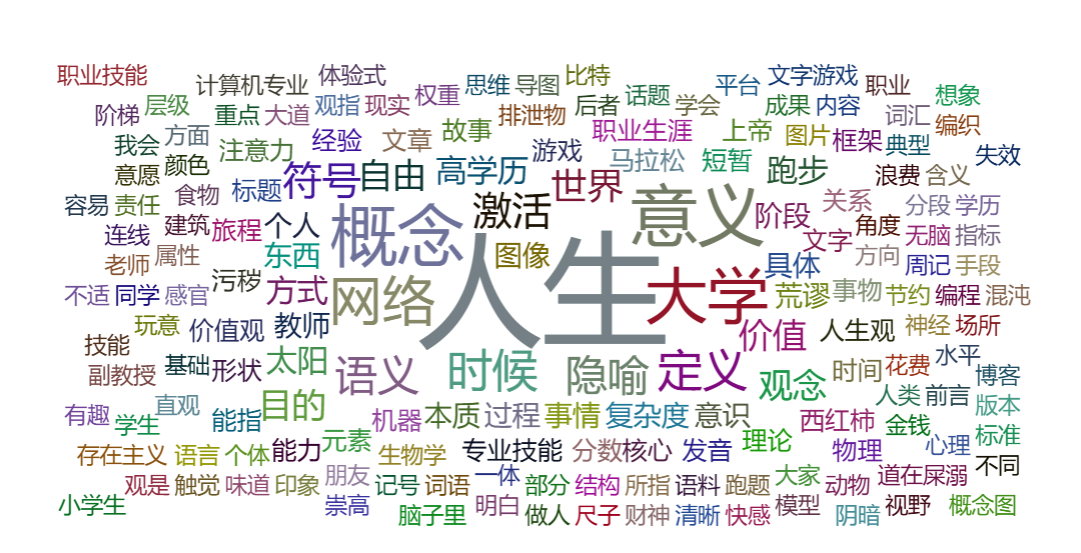 职业技能 计算机专业 体验式 思维 导图 比特 平台 文字游戏 职业 想象
阶梯 层级 重点 大道 观指 现实 权重 排泄物 后者 话题 学会 成果 内容 词汇 编织
我会 方面 注意力 经验 文章 故事 游戏 职业生涯 上帝 图片 框架 典型 失效
意愿 颜色 标题 符号 自由 高学历 世界 马拉松 短暂 跑步 浪费 含义
容易 责任 食物 建筑 旅程 个人 概念 激活 意义 阶段 关系 角度 分段 学历
连线 属性 东西 图像 文字 方向 无脑 指标
老师 污秽 方式 网络 人生 大学 具体 荒谬 事物 周记 手段
不适 同学 感官 节约 编程 混沌
玩意 价值观 教师 价值 人生观 神经 场所
技能 基础 形状 太阳 语义 时候 隐喻 定义 观念 时间 花费 水平
副教授 人类 前言 博客
有趣 学生 直观 能指 目的 机器 本质 过程 事情 复杂度 意识 西红柿 金钱 版本
存在主义 语言 个体 能力 元素 生物学 专业技能 分数 核心 发音 理论 物理 心理 标准
观是 触觉 味道 印象 朋友 记号 词语 一体 部分 结构 所指 语料 跑题 大家 动物 道在屎溺 不同
小学生 崇高 脑子里 明白 做人 尺子 财神 清晰 快感 模型 阴暗 视野 概念图